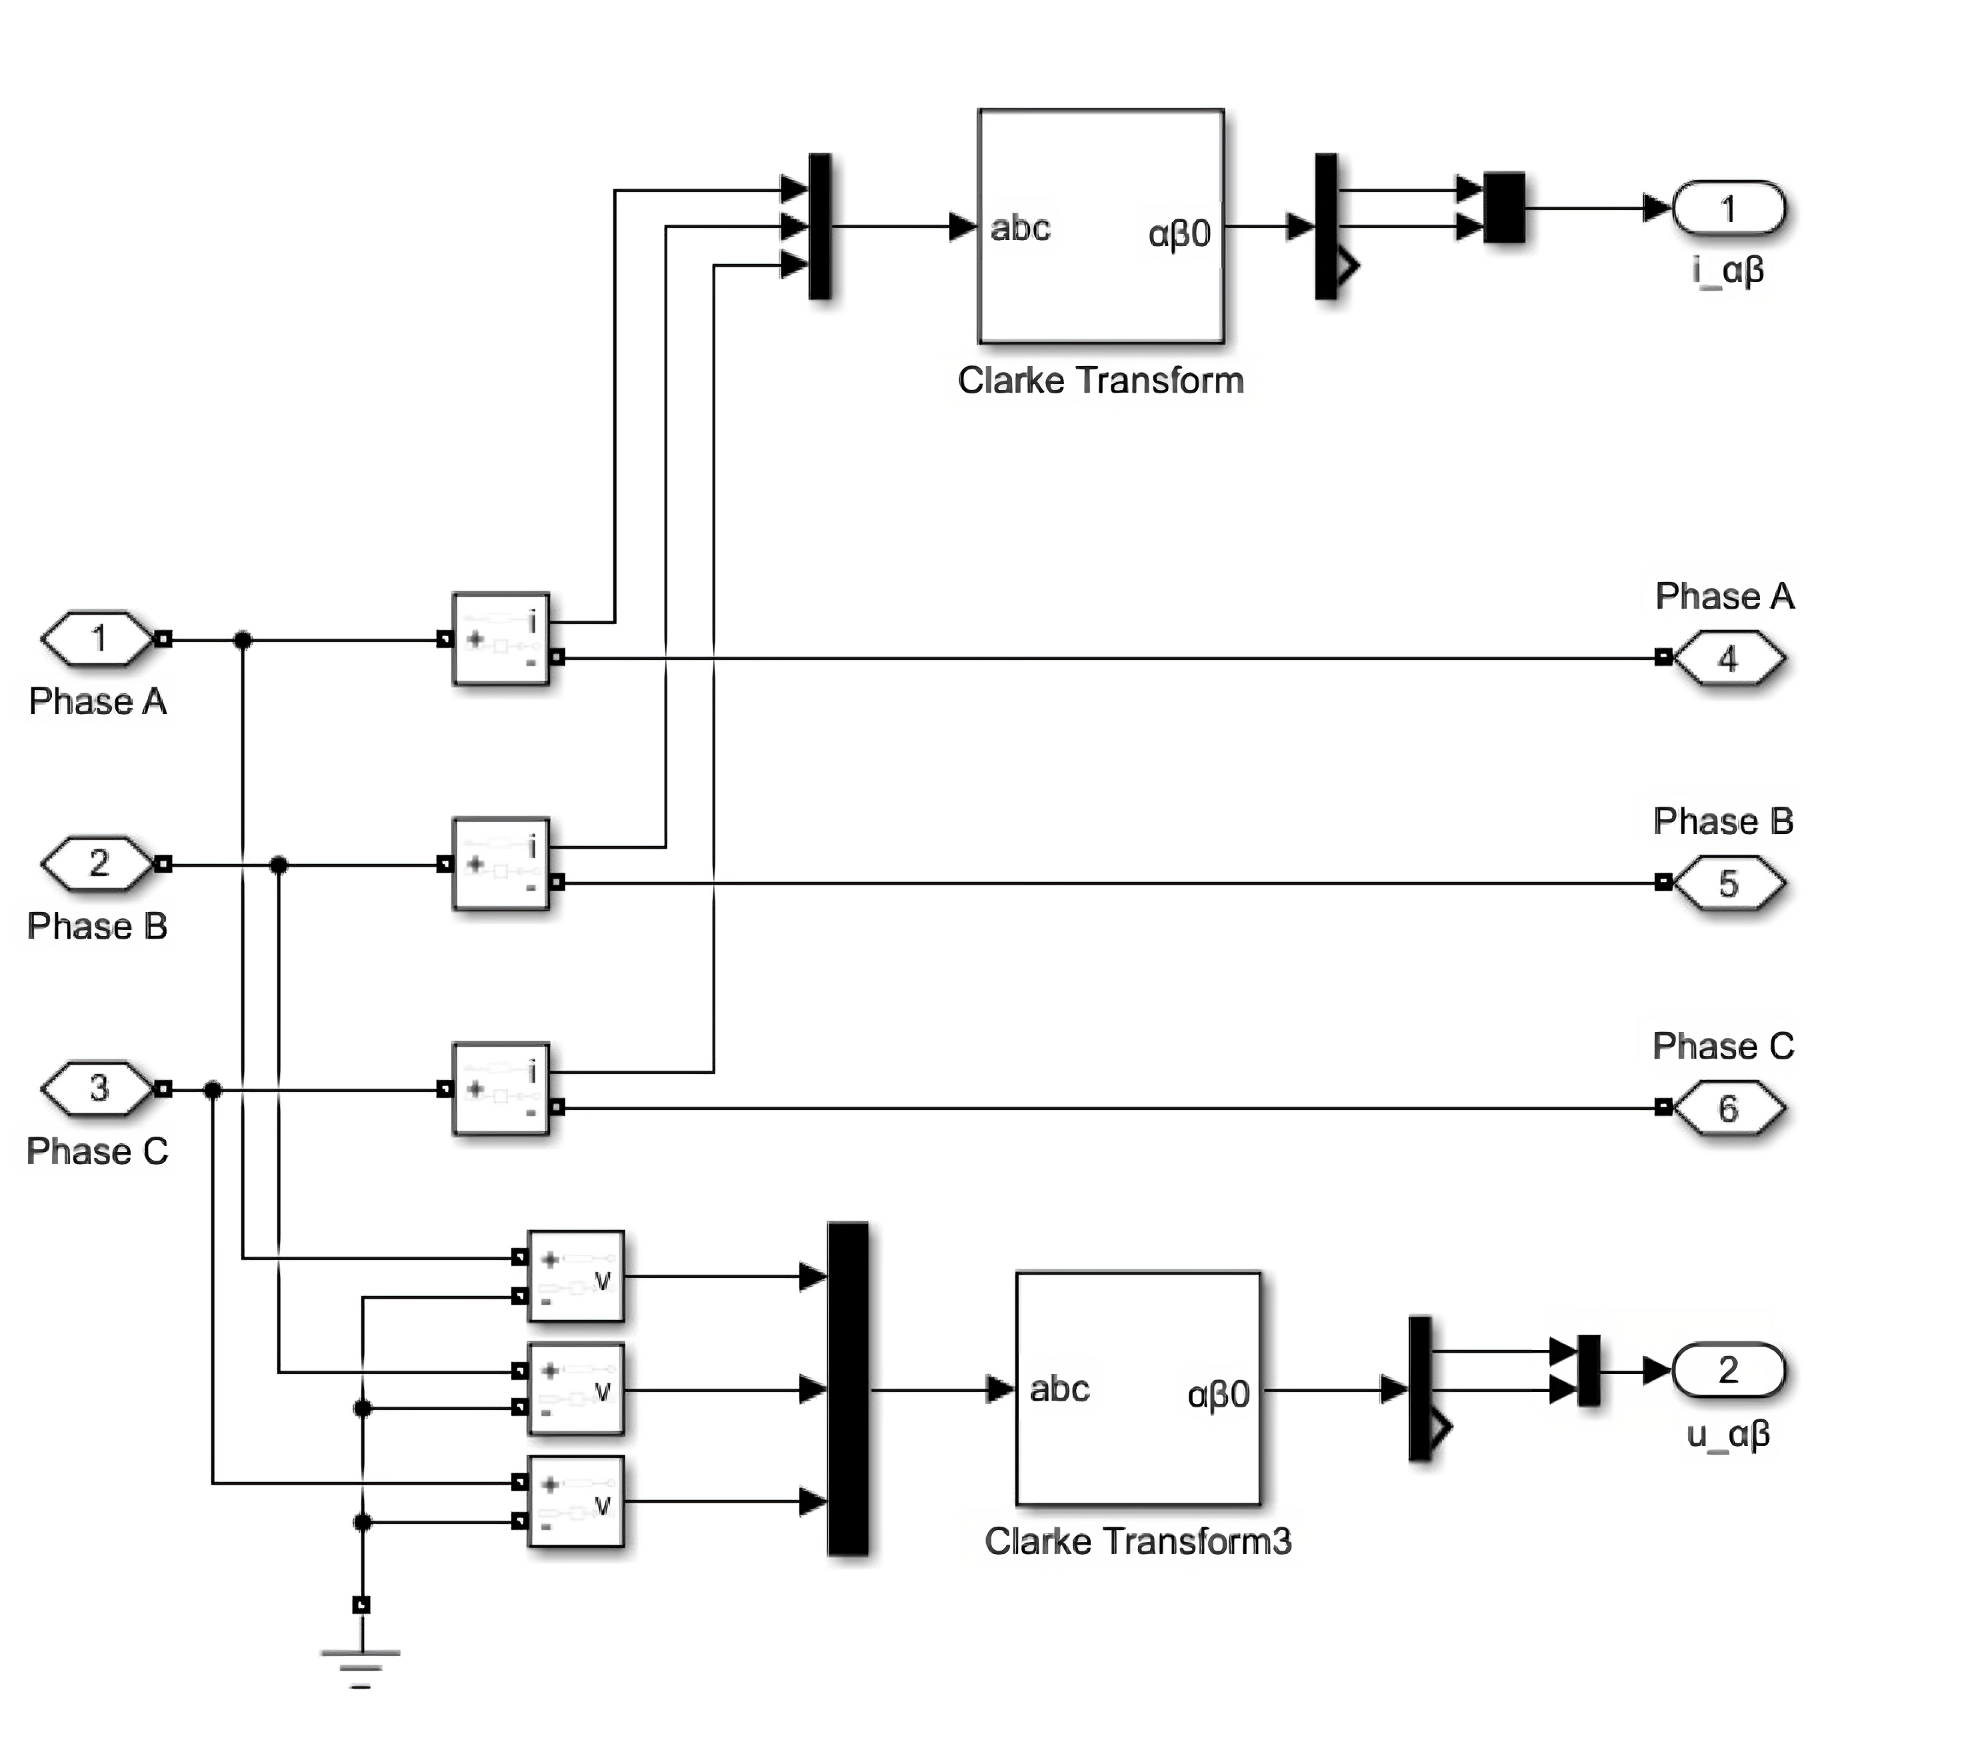 abc
αβ0
1
i_αβ
Clarke Transform
Phase A
1
+
i
-
4
Phase A
Phase B
2
+
i
-
5
Phase B
Phase C
3
+
i
-
6
Phase C
+
v
-
+
v
-
abc
αβ0
2
u_αβ
+
v
-
Clarke Transform3